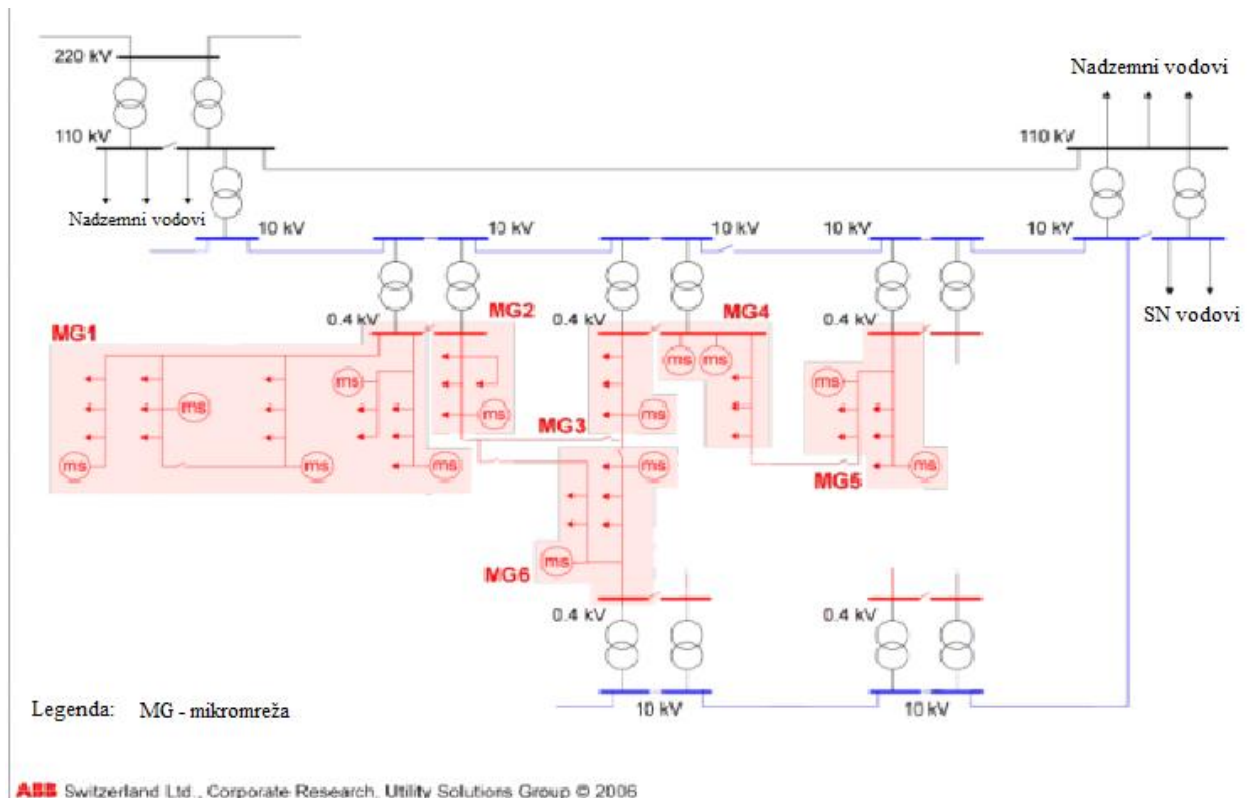 220 kV
Nadzemni vodovi
110 kV
110 kV
Nadzemni vodovi
10 kV
10 kV
10 kV
10 kV
10 kV
SN vodovi
0.4 kV
MG2
0.4 kV
MG4
0.4 kV
MG1
ms
ms
ms
ms
ms
ms
ms
ms
MG3
ms
ms
ms
ms
ms
MG5
ms
MG6
0.4 kV
0.4 kV
10 kV
10 kV
Legenda: MG - mikromreža
ABB Switzerland Ltd., Corporate Research, Utility Solutions Group © 2006